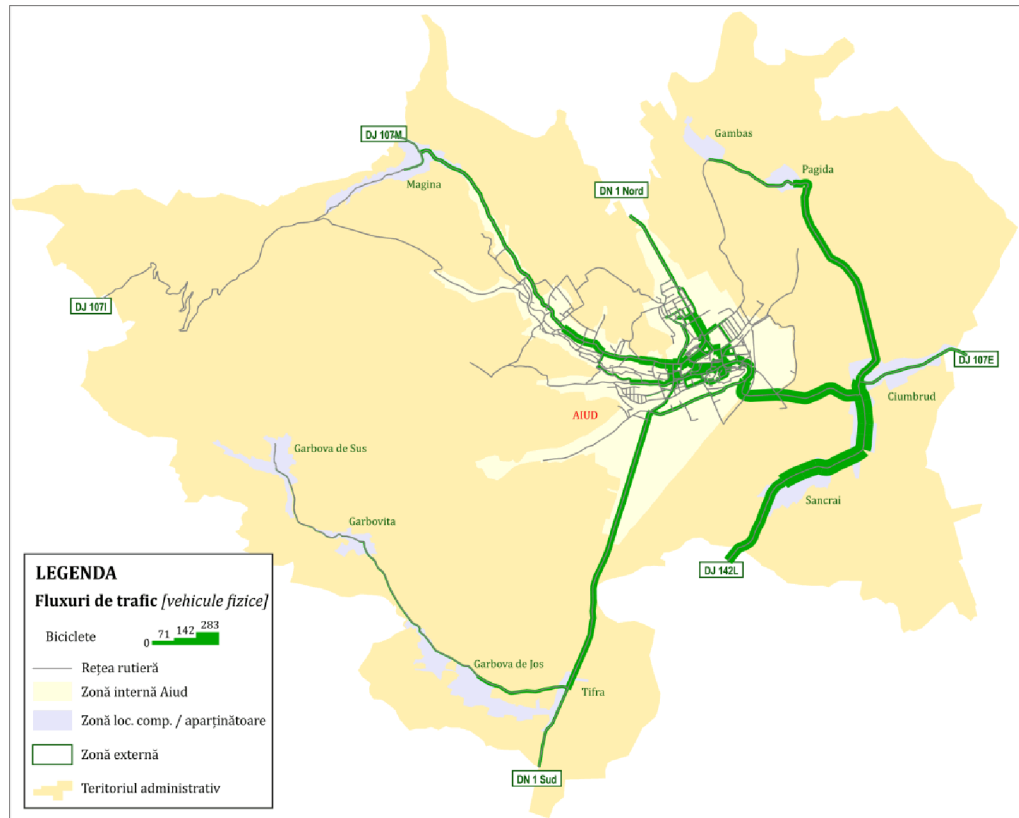 DJ 107M
Gambas
Pagida
Magina
DN 1 Nord
DJ 107I
DJ 107E
Ciumbrud
AIUD
Garbova de Sus
Sancrai
Garbovita
DJ 142L
Garbova de Jos
Tifra
DN 1 Sud
LEGENDA
Fluxuri de trafic [vehicule fizice]
Biciclete 0 71 142 283
Rețea rutieră
Zonă internă Aiud
Zonă loc. comp. / aparținătoare
Zonă externă
Teritoriul administrativ